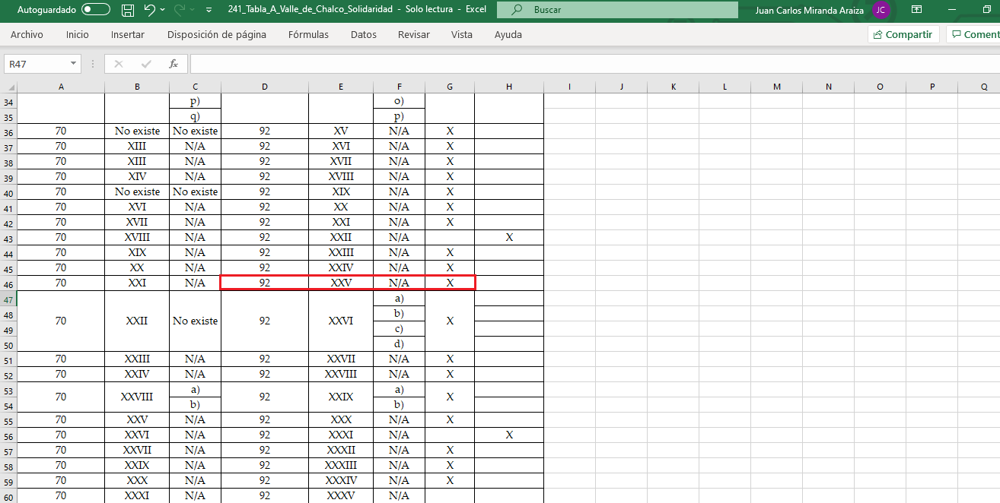 Autoguardado 241_Tabla_A_Valle_de_Chalco_Solidaridad - Solo lectura - Excel Buscar Juan Carlos Miranda Araiza JC
Archivo Inicio Insertar Disposición de página Fórmulas Datos Revisar Vista Ayuda Compartir Coment
R47 fx
A B C D E F G H I J K L M N O P Q
34 p) o)
35 q) p)
36 70 No existe No existe 92 XV N/A X
37 70 XIII N/A 92 XVI N/A X
38 70 XIII N/A 92 XVII N/A X
39 70 XIV N/A 92 XVIII N/A X
40 70 No existe No existe 92 XIX N/A X
41 70 XVI N/A 92 XX N/A X
42 70 XVII N/A 92 XXI N/A X
43 70 XVIII N/A 92 XXII N/A X
44 70 XIX N/A 92 XXIII N/A X
45 70 XX N/A 92 XXIV N/A X
46 70 XXI N/A 92 XXV N/A X
47 a)
48 70 XXII No existe 92 XXVI b) X
49 c)
50 d)
51 70 XXIII N/A 92 XXVII N/A X
52 70 XXIV N/A 92 XXVIII N/A X
53 70 XXVIII a) 92 XXIX a) X
54 b) b)
55 70 XXV N/A 92 XXX N/A X
56 70 XXVI N/A 92 XXXI N/A X
57 70 XXVII N/A 92 XXXII N/A X
58 70 XXIX N/A 92 XXXIII N/A X
59 70 XXX N/A 92 XXXIV N/A X
60 70 XXXI N/A 92 XXXV N/A